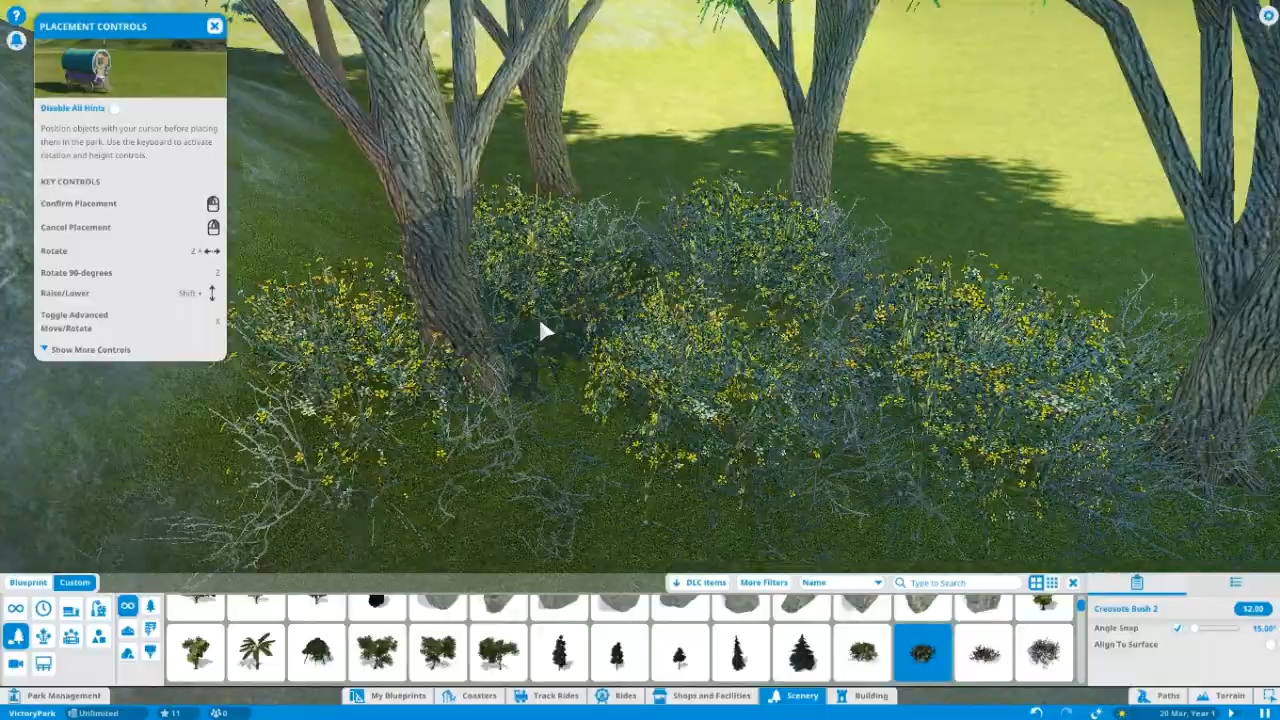 PLACEMENT CONTROLS
Disable All Hints
Position objects with your cursor before placing
them in the park. Use the keyboard to activate
rotation and height controls.
KEY CONTROLS
Confirm Placement
Cancel Placement
Rotate Z +
Rotate 90-degrees Z
Raise/Lower Shift +
Toggle Advanced
Move/Rotate X
Show More Controls
Blueprint Custom
DLC Items More Filters Name Type to Search
Creosote Bush 2 $2.00
Angle Snap 15.00°
Align To Surface
Park Management My Blueprints Coasters Track Rides Rides Shops and Facilities Scenery Building Paths Terrain
VictoryPark Unlimited 11 0 20 Mar, Year 1